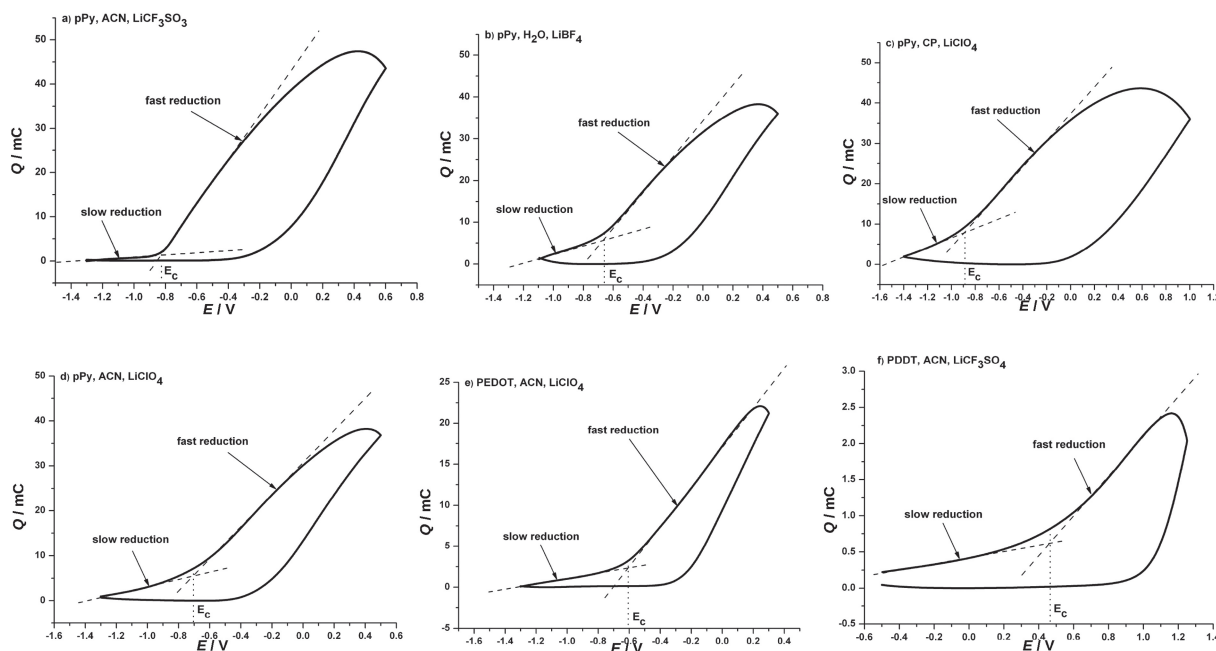 a) pPy, ACN, LiCF3SO3
50
40
30
20
10
0
Q / mC
fast reduction
slow reduction
Ec
-1.4 -1.2 -1.0 -0.8 -0.6 -0.4 -0.2 0.0 0.2 0.4 0.6 0.8
E / V
b) pPy, H2O, LiBF4
50
40
30
20
10
0
Q / mC
fast reduction
slow reduction
Ec
-1.4 -1.2 -1.0 -0.8 -0.6 -0.4 -0.2 0.0 0.2 0.4 0.6
E / V
c) pPy, CP, LiClO4
50
40
30
20
10
0
Q / mC
fast reduction
slow reduction
Ec
-1.6 -1.4 -1.2 -1.0 -0.8 -0.6 -0.4 -0.2 0.0 0.2 0.4 0.6 0.8 1.0 1.2
E / V
d) pPy, ACN, LiClO4
50
40
30
20
10
0
Q / mC
fast reduction
slow reduction
Ec
-1.6 -1.4 -1.2 -1.0 -0.8 -0.6 -0.4 -0.2 0.0 0.2 0.4 0.6
E / V
e) PEDOT, ACN, LiClO4
25
20
15
10
5
0
-5
Q / mC
fast reduction
slow reduction
Ec
-1.6 -1.4 -1.2 -1.0 -0.8 -0.6 -0.4 -0.2 0.0 0.2 0.4
E / V
f) PDDT, ACN, LiCF3SO4
3.0
2.5
2.0
1.5
1.0
0.5
0.0
-0.5
Q / mC
fast reduction
slow reduction
Ec
-0.6 -0.4 -0.2 0.0 0.2 0.4 0.6 0.8 1.0 1.2 1.4
E / V